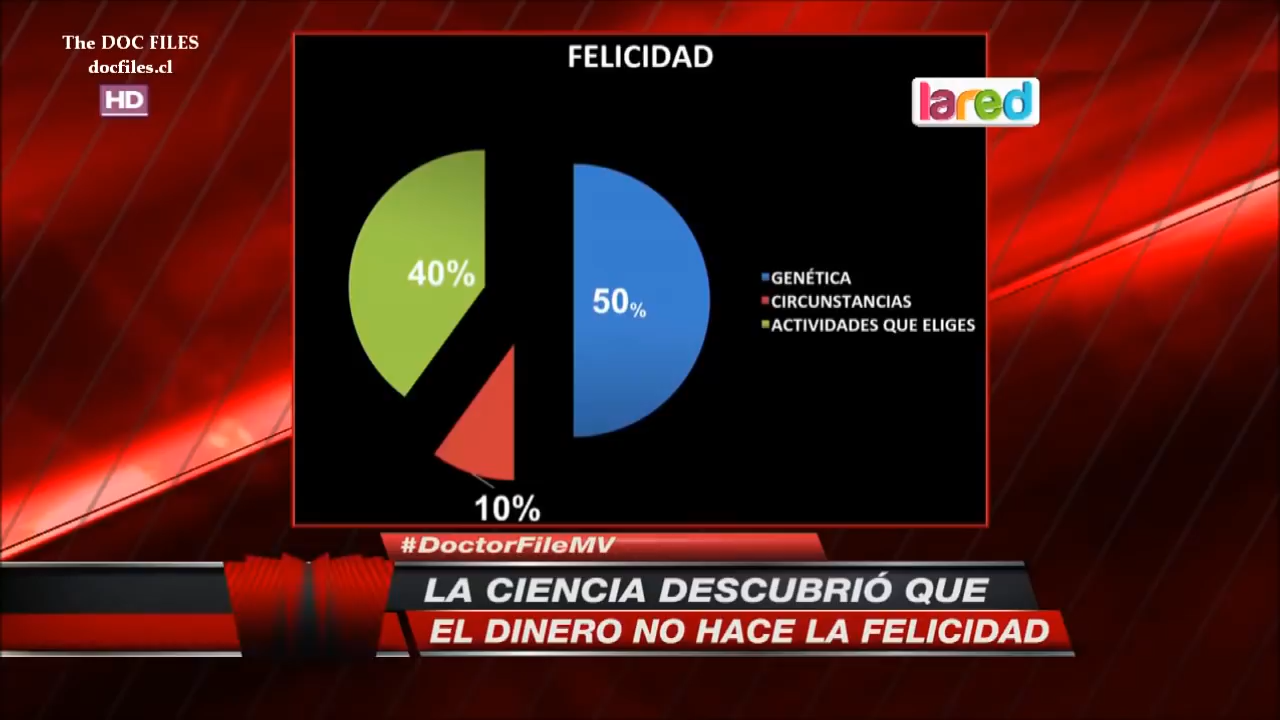 The DOC FILES
docfiles.cl
HD
FELICIDAD
lared
40%
50%
10%
GENÉTICA
CIRCUNSTANCIAS
ACTIVIDADES QUE ELIGES
#DoctorFileMV
LA CIENCIA DESCUBRIÓ QUE
EL DINERO NO HACE LA FELICIDAD